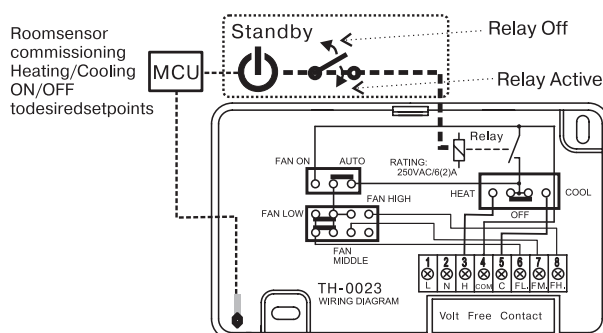 Roomsensor
commissioning
Heating/Cooling
ON/OFF
todesiredsetpoints
MCU
Standby
Relay Off
Relay Active
Relay
RATING:
250VAC/6(2)A
FAN ON
AUTO
FAN HIGH
FAN LOW
FAN
MIDDLE
HEAT
COOL
OFF
1 2 3 4 5 6 7 8
L N H COM C FL. FM. FH.
TH-0023
WIRING DIAGRAM
Volt Free Contact